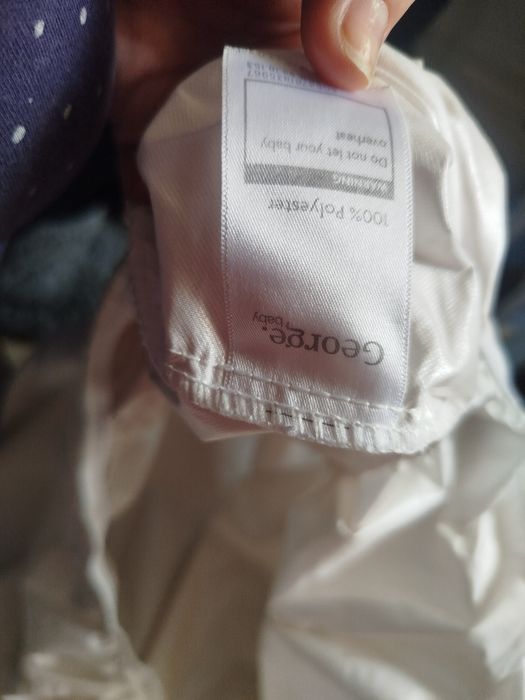 George.
baby
100% Polyester
WARNING
Do not let your baby
overheat